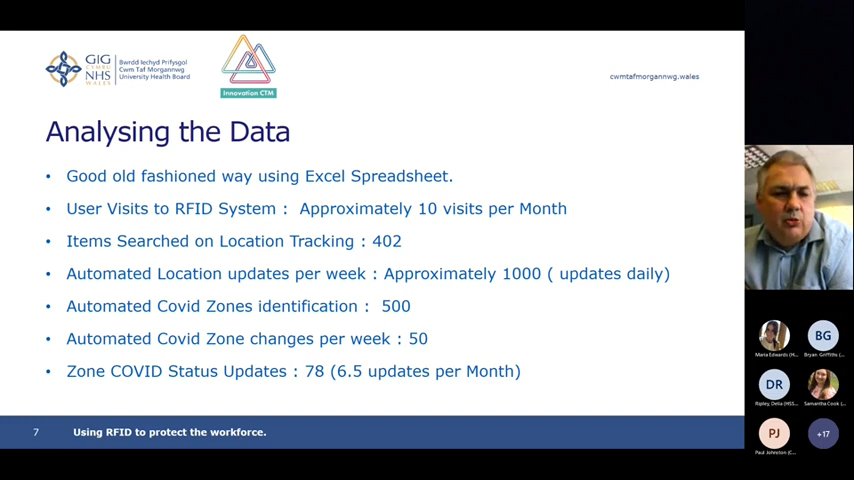 GIG
CYMRU
NHS
WALES
Bwrdd Iechyd Prifysgol
Cwm Taf Morgannwg
University Health Board
Innovation CTM
cwmtafmorgannwg.wales
Analysing the Data
• Good old fashioned way using Excel Spreadsheet.
• User Visits to RFID System : Approximately 10 visits per Month
• Items Searched on Location Tracking : 402
• Automated Location updates per week : Approximately 1000 ( updates daily)
• Automated Covid Zones identification : 500
• Automated Covid Zone changes per week : 50
• Zone COVID Status Updates : 78 (6.5 updates per Month)
7 Using RFID to protect the workforce.
BG
Maria Edwards (H...
Bryan Griffiths (...
DR
Ripley, Delia (HSS...
Samantha Cook (...
PJ
+17
Paul Johnston (C...